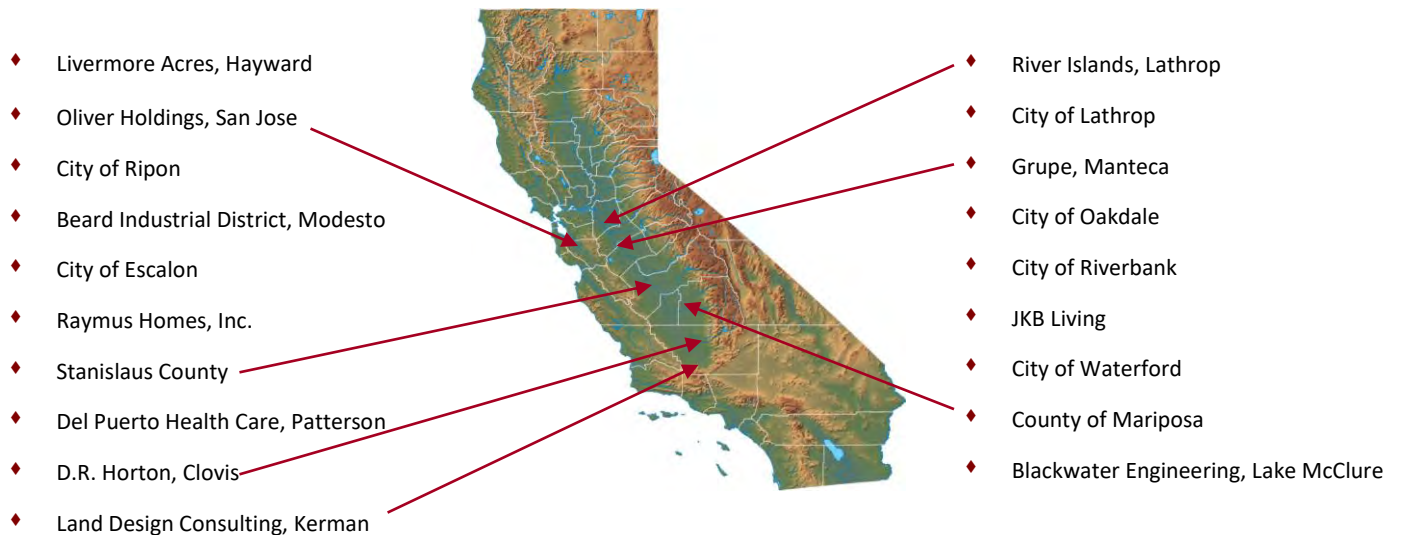 Livermore Acres, Hayward
Oliver Holdings, San Jose
City of Ripon
Beard Industrial District, Modesto
City of Escalon
Raymus Homes, Inc.
Stanislaus County
Del Puerto Health Care, Patterson
D.R. Horton, Clovis
Land Design Consulting, Kerman
River Islands, Lathrop
City of Lathrop
Grupe, Manteca
City of Oakdale
City of Riverbank
JKB Living
City of Waterford
County of Mariposa
Blackwater Engineering, Lake McClure